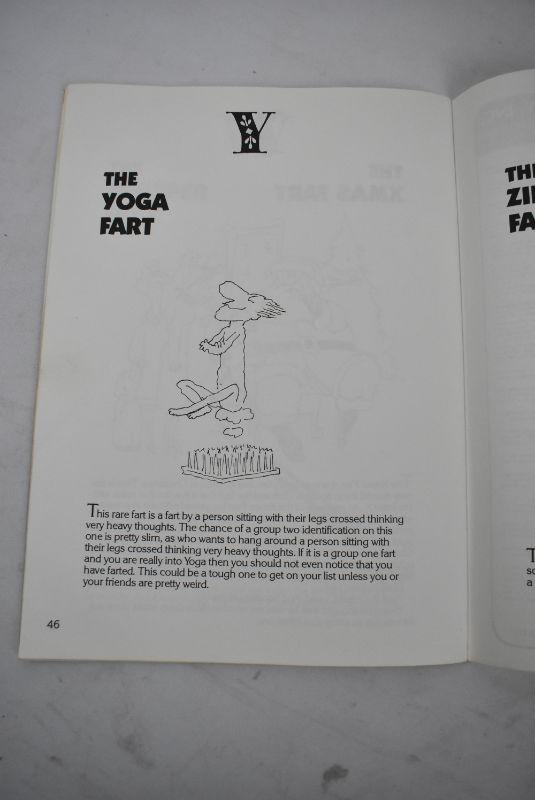 Y
THE
YOGA
FART
This rare fart is a fart by a person sitting with their legs crossed thinking
very heavy thoughts. The chance of a group two identification on this
one is pretty slim, as who wants to hang around a person sitting with
their legs crossed thinking very heavy thoughts. If it is a group one fart
and you are really into Yoga then you should not even notice that you
have farted. This could be a tough one to get on your list unless you or
your friends are pretty weird.
46
XMAS FART